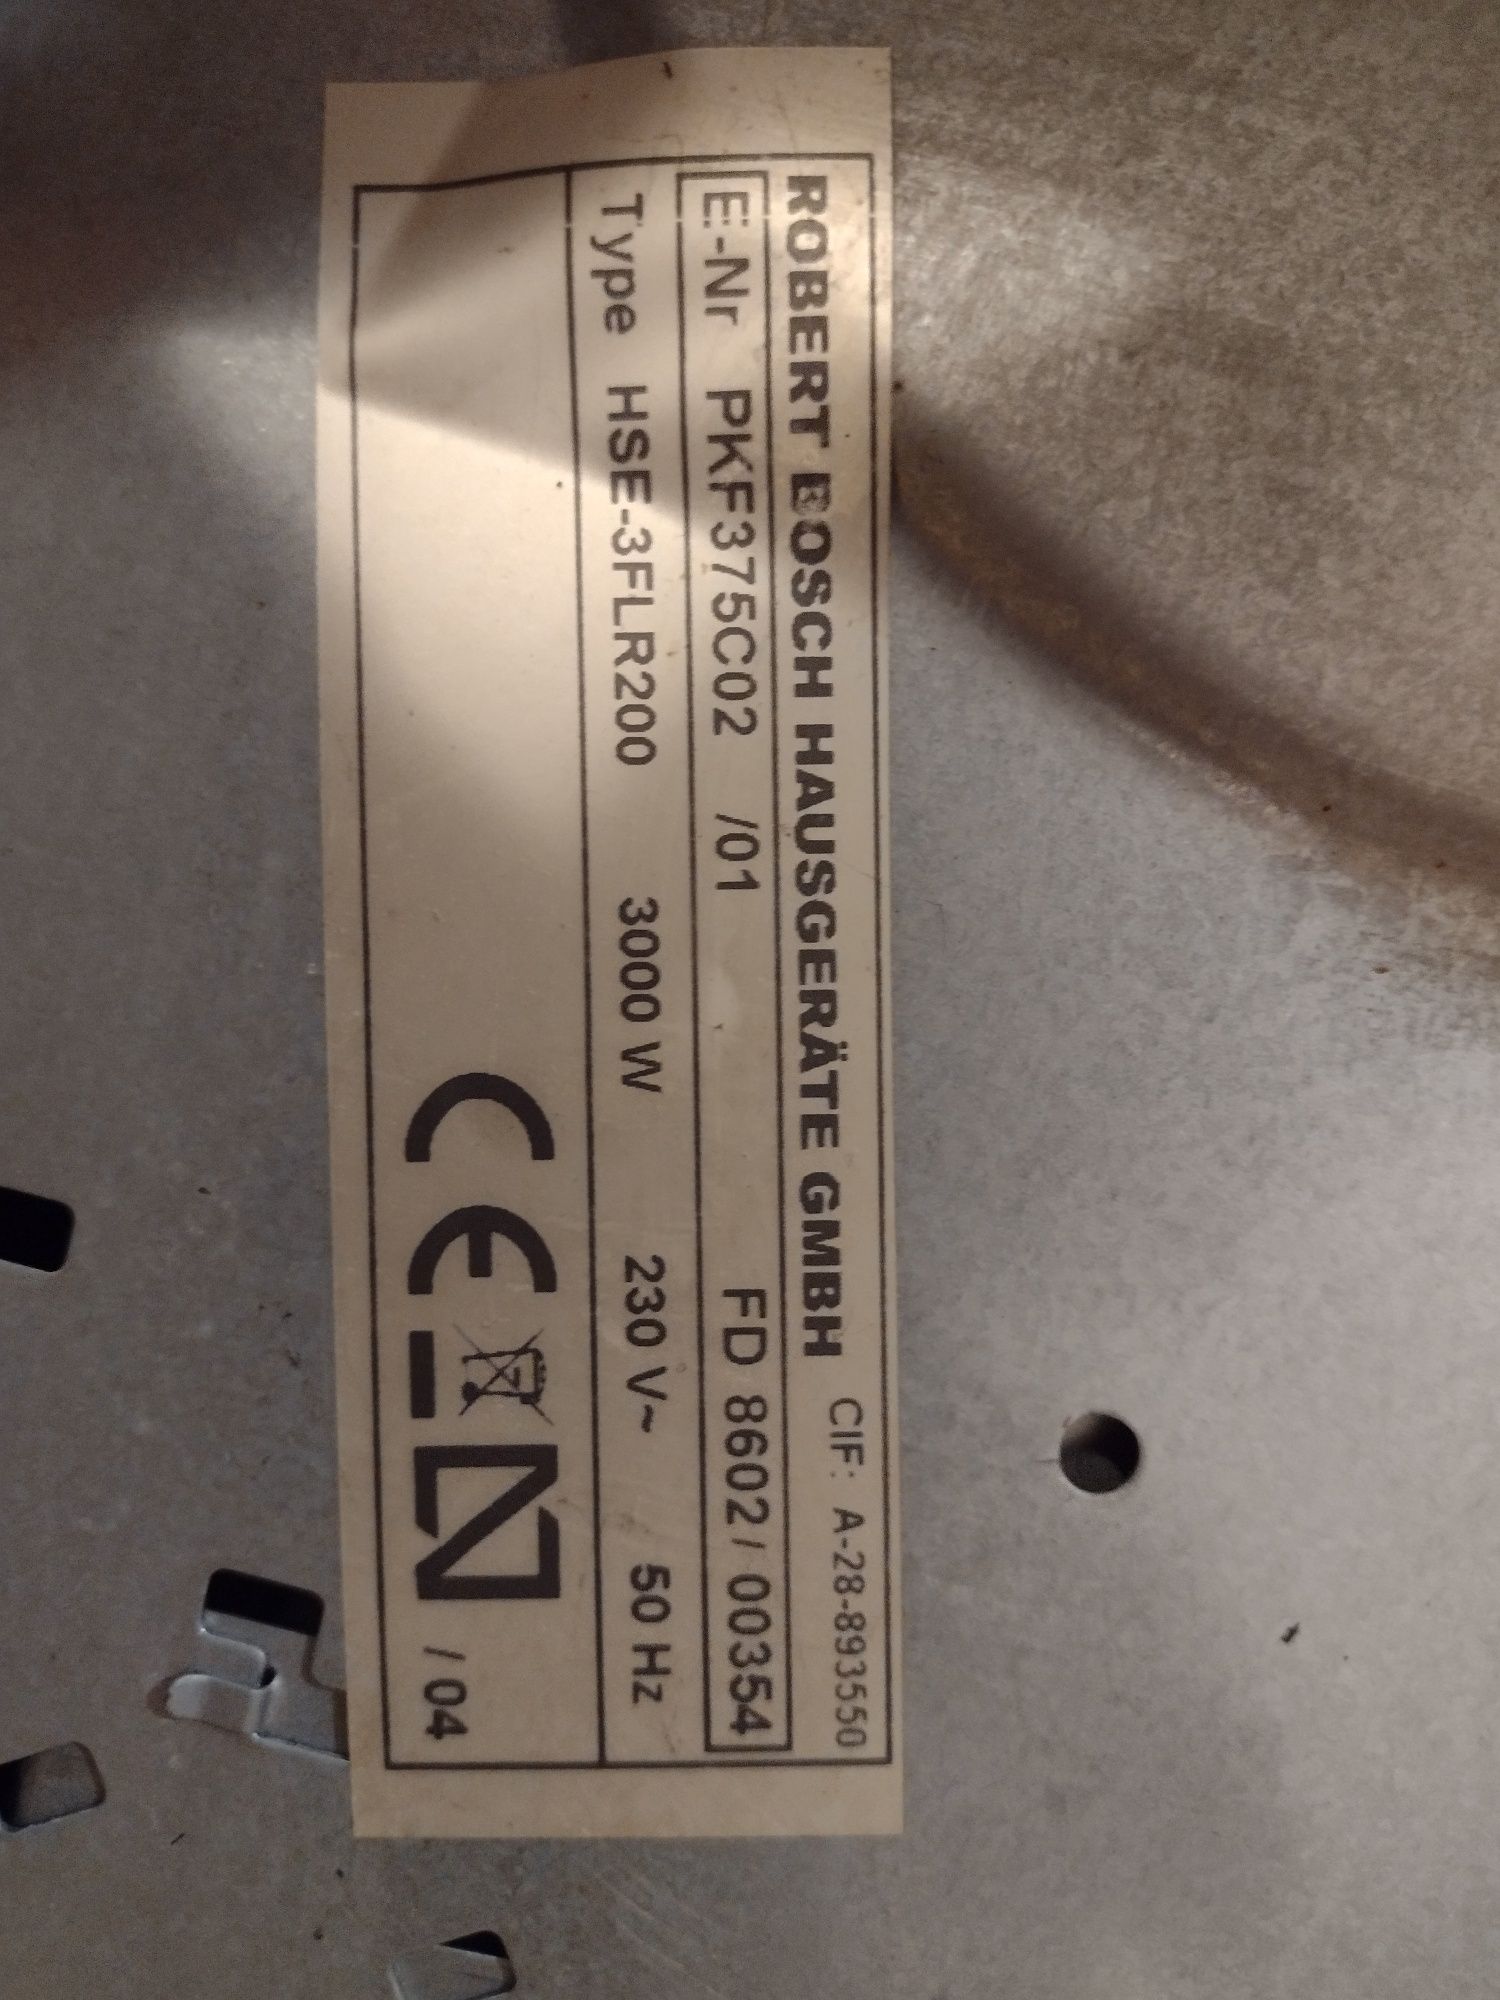 ROBERT BOSCH HAUSGERÄTE GMBH CIF: A-28-893550
E-Nr PKF375C02 /01 FD 8602 / 00354
Type HSE-3FLR200 3000 W 230 V~ 50 Hz
CE N / 04